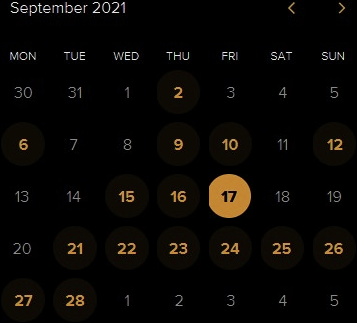 September 2021
MON TUE WED THU FRI SAT SUN
30 31 1 2 3 4 5
6 7 8 9 10 11 12
13 14 15 16 17 18 19
20 21 22 23 24 25 26
27 28 1 2 3 4 5